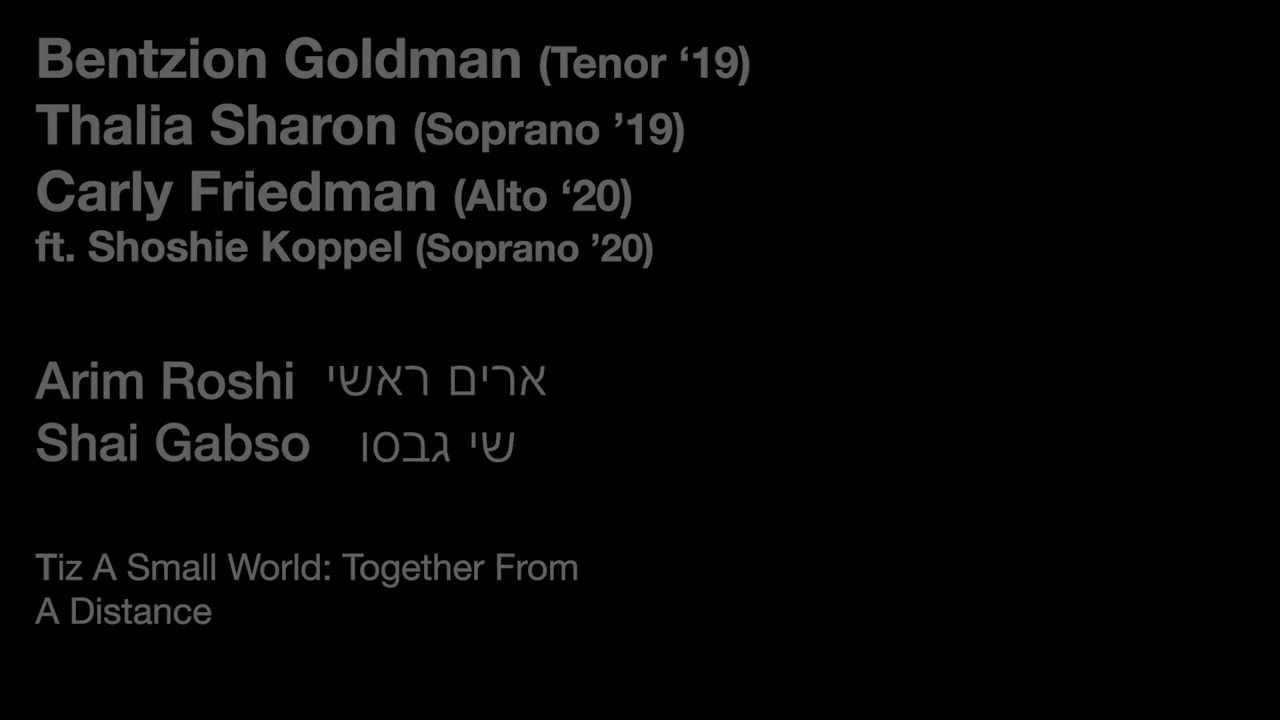 Bentzion Goldman (Tenor ‘19)
Thalia Sharon (Soprano ’19)
Carly Friedman (Alto ‘20)
ft. Shoshie Koppel (Soprano ’20)
Arim Roshi ארים ראשי
Shai Gabso שי גבסו
Tiz A Small World: Together From
A Distance